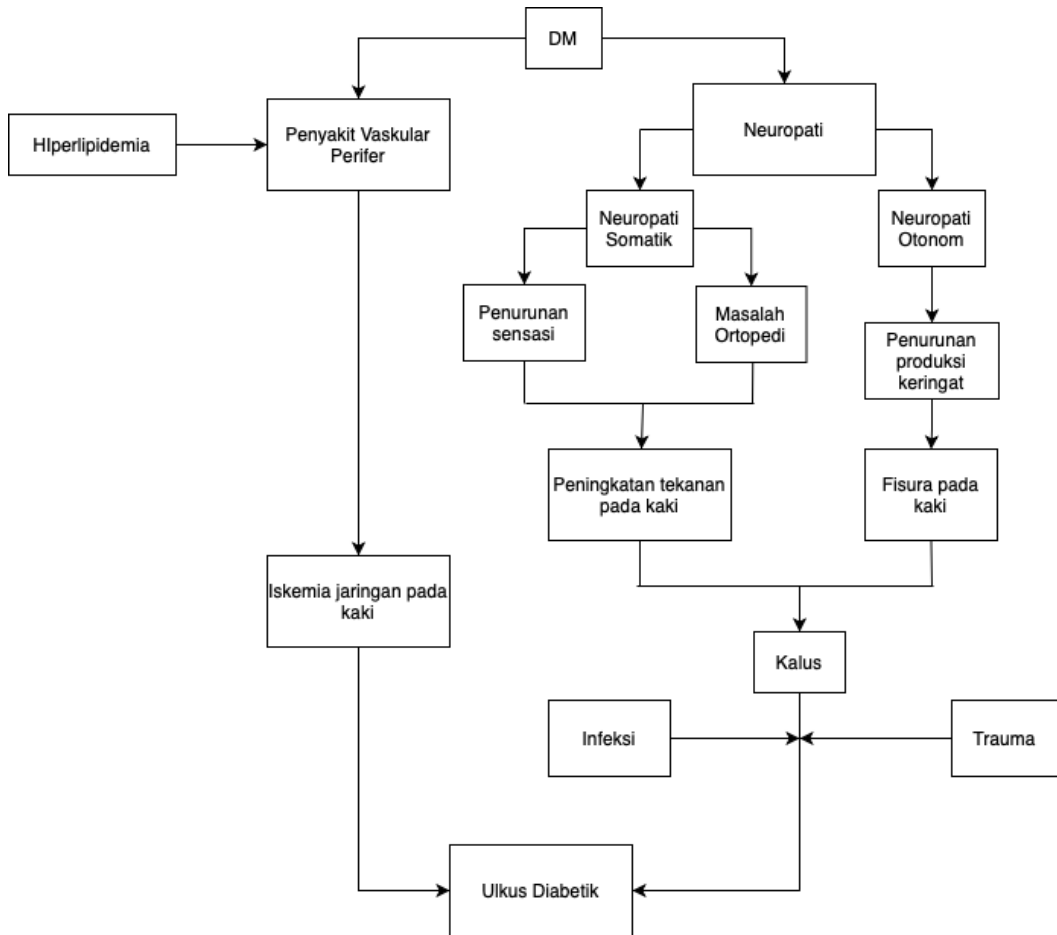 DM
HIperlipidemia
Penyakit Vaskular
Perifer
Neuropati
Neuropati
Somatik
Neuropati
Otonom
Penurunan
sensasi
Masalah
Ortopedi
Penurunan
produksi
keringat
Peningkatan tekanan
pada kaki
Fisura pada
kaki
Iskemia jaringan pada
kaki
Kalus
Infeksi
Trauma
Ulkus Diabetik